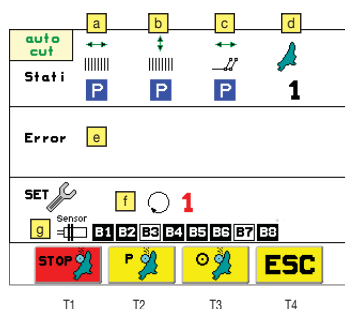 a b c d
auto
cut
Stati
P P P 1
Error e
SET f 1
g Sensor
B1 B2 B3 B4 B5 B6 B7 B8
STOP P ESC
T1 T2 T3 T4